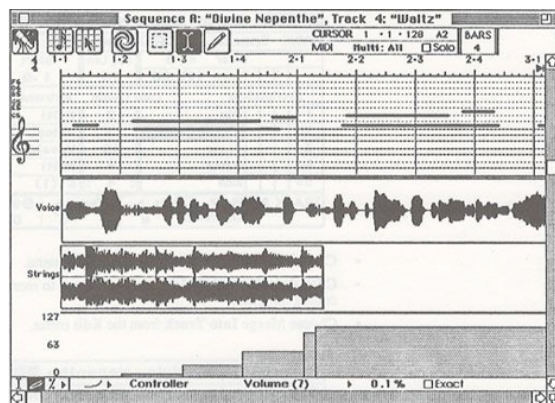 Sequence A: "Divine Nepenthe", Track 4: "Waltz"
CURSOR 1 · 1 · 120 A2
BARS
MIDI Multi: All Solo
4
4
4
1-1 1-2 1-3 1-4 2-1 2-2 2-3 2-4 3-1
Voice
Strings
127
63
0
Controller Volume (7) 0.1% Exact